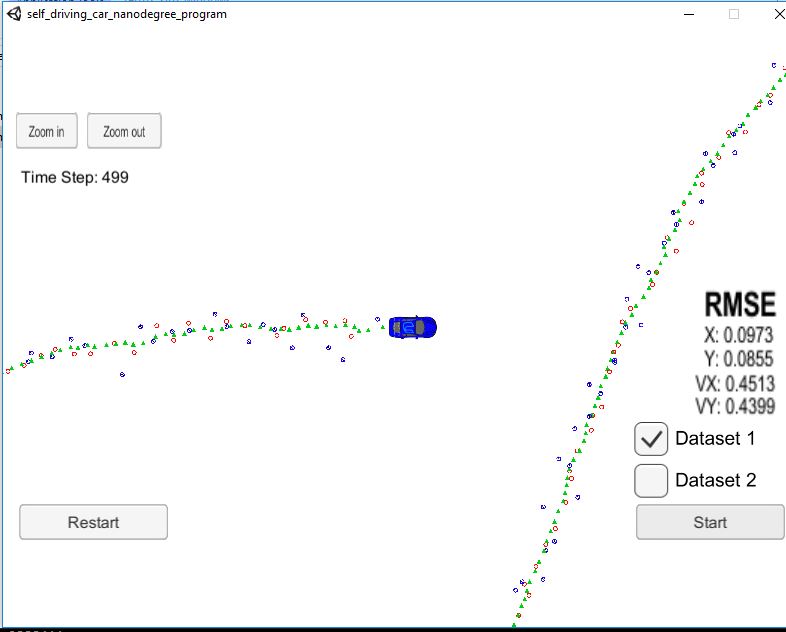 self_driving_car_nanodegree_program
Zoom in
Zoom out
Time Step: 499
RMSE
X: 0.0973
Y: 0.0855
VX: 0.4513
VY: 0.4399
Dataset 1
Dataset 2
Restart
Start